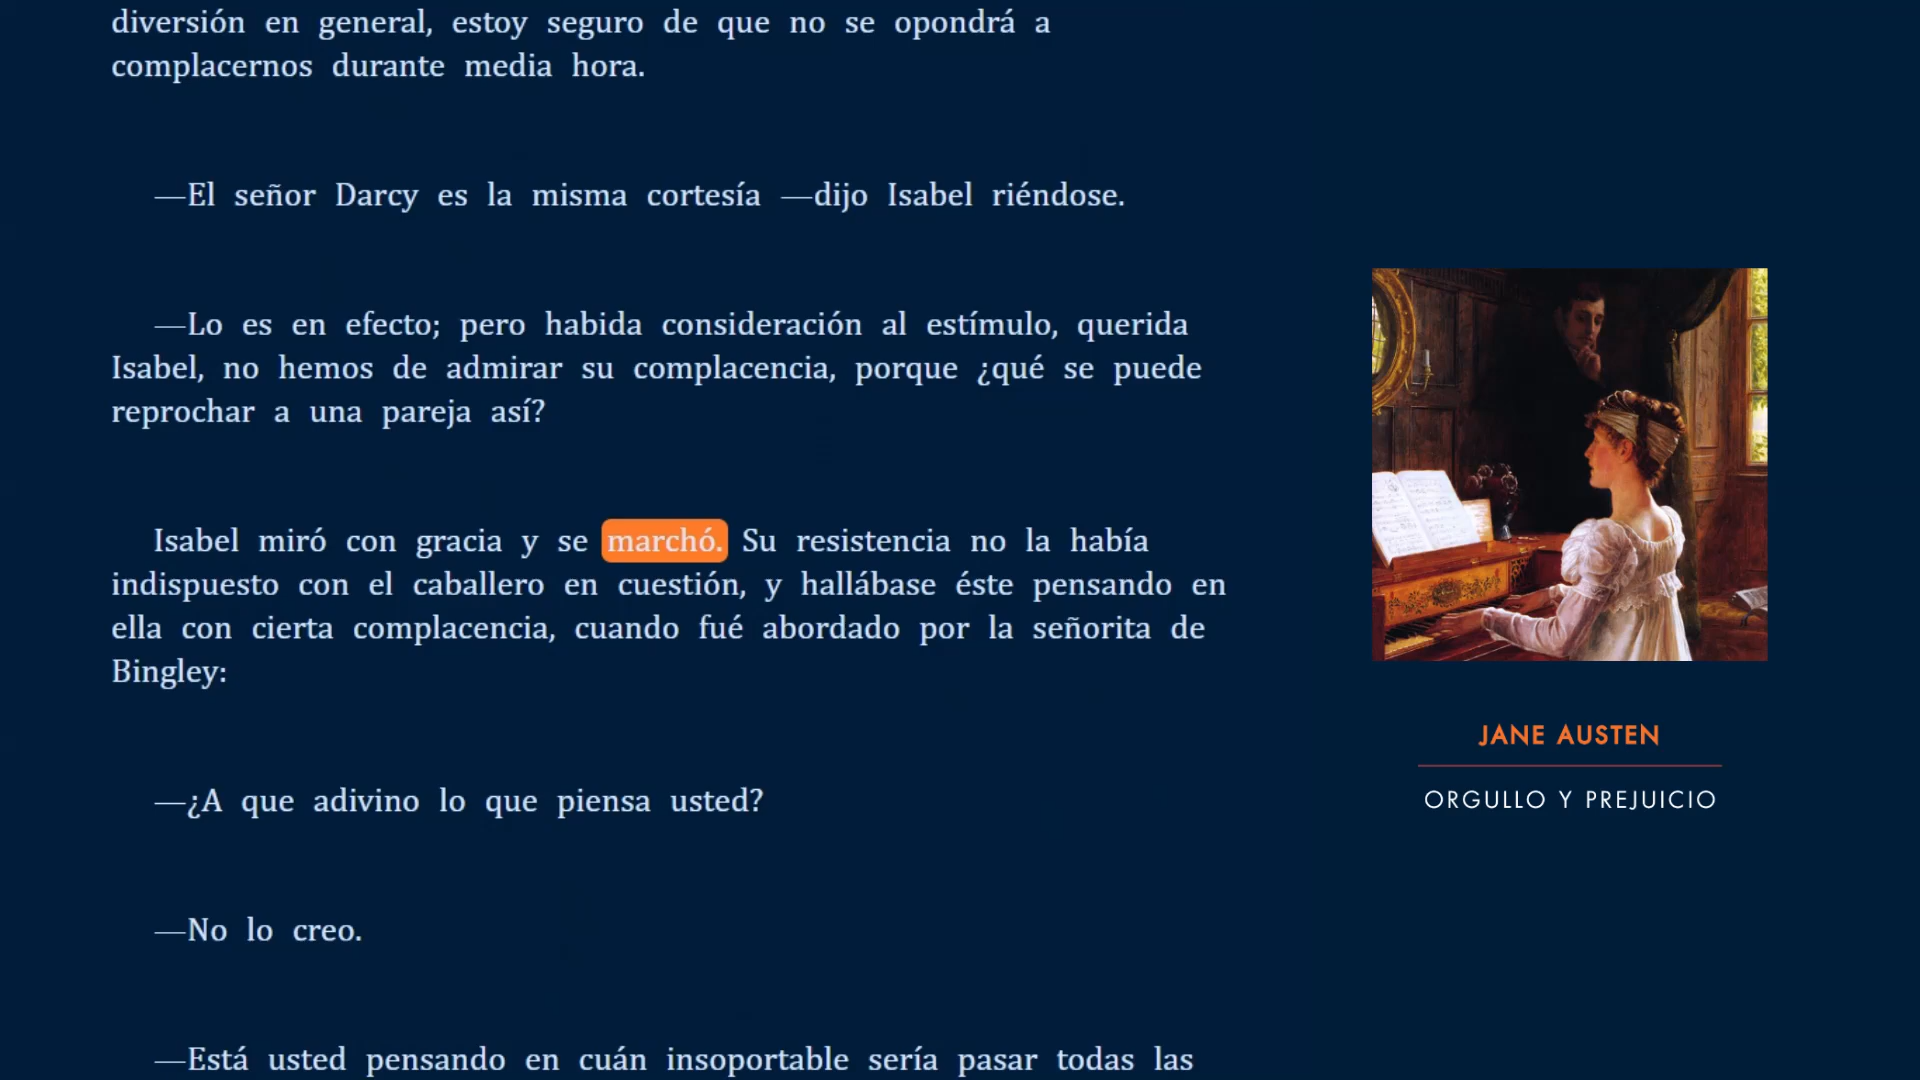 diversión en general, estoy seguro de que no se opondrá a
complacernos durante media hora.
—El señor Darcy es la misma cortesía —dijo Isabel riéndose.
—Lo es en efecto; pero habida consideración al estímulo, querida
Isabel, no hemos de admirar su complacencia, porque ¿qué se puede
reprochar a una pareja así?
Isabel miró con gracia y se marchó. Su resistencia no la había
indispuesto con el caballero en cuestión, y hallábase éste pensando en
ella con cierta complacencia, cuando fué abordado por la señorita de
Bingley:
—¿A que adivino lo que piensa usted?
—No lo creo.
—Está usted pensando en cuán insoportable sería pasar todas las
JANE AUSTEN
ORGULLO Y PREJUICIO